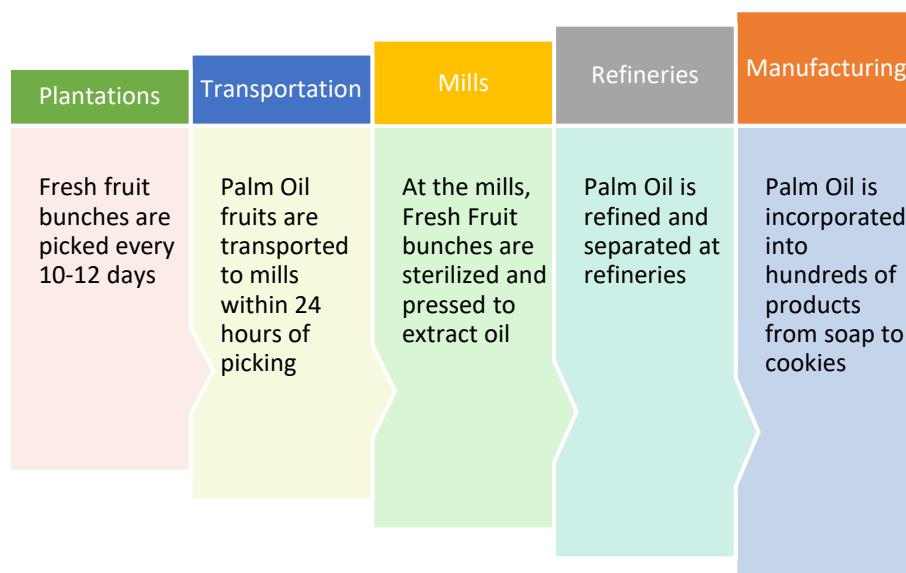 Plantations
Fresh fruit
bunches are
picked every
10-12 days
Transportation
Palm Oil
fruits are
transported
to mills
within 24
hours of
picking
Mills
At the mills,
Fresh Fruit
bunches are
sterilized and
pressed to
extract oil
Refineries
Palm Oil is
refined and
separated at
refineries
Manufacturing
Palm Oil is
incorporated
into
hundreds of
products
from soap to
cookies